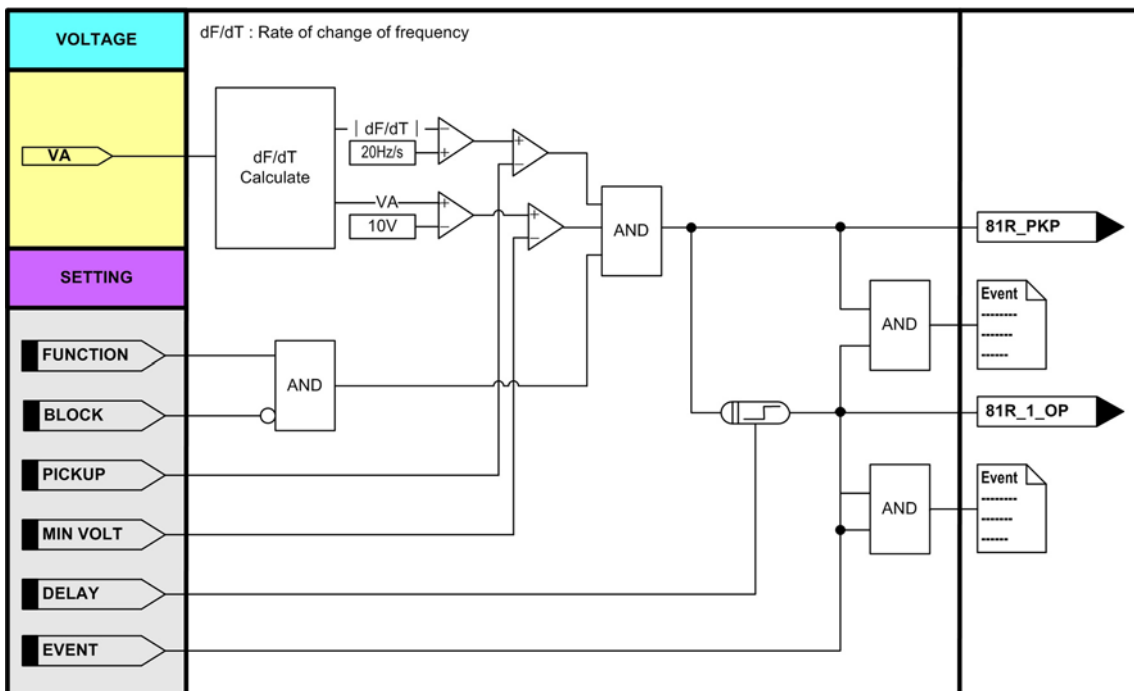 VOLTAGE
dF/dT : Rate of change of frequency
VA
dF/dT
Calculate
| dF/dT |
20Hz/s
VA
10V
AND
81R_PKP
SETTING
Event
--------
-------
------
AND
FUNCTION
AND
BLOCK
81R_1_OP
PICKUP
Event
--------
-------
------
AND
MIN VOLT
DELAY
EVENT